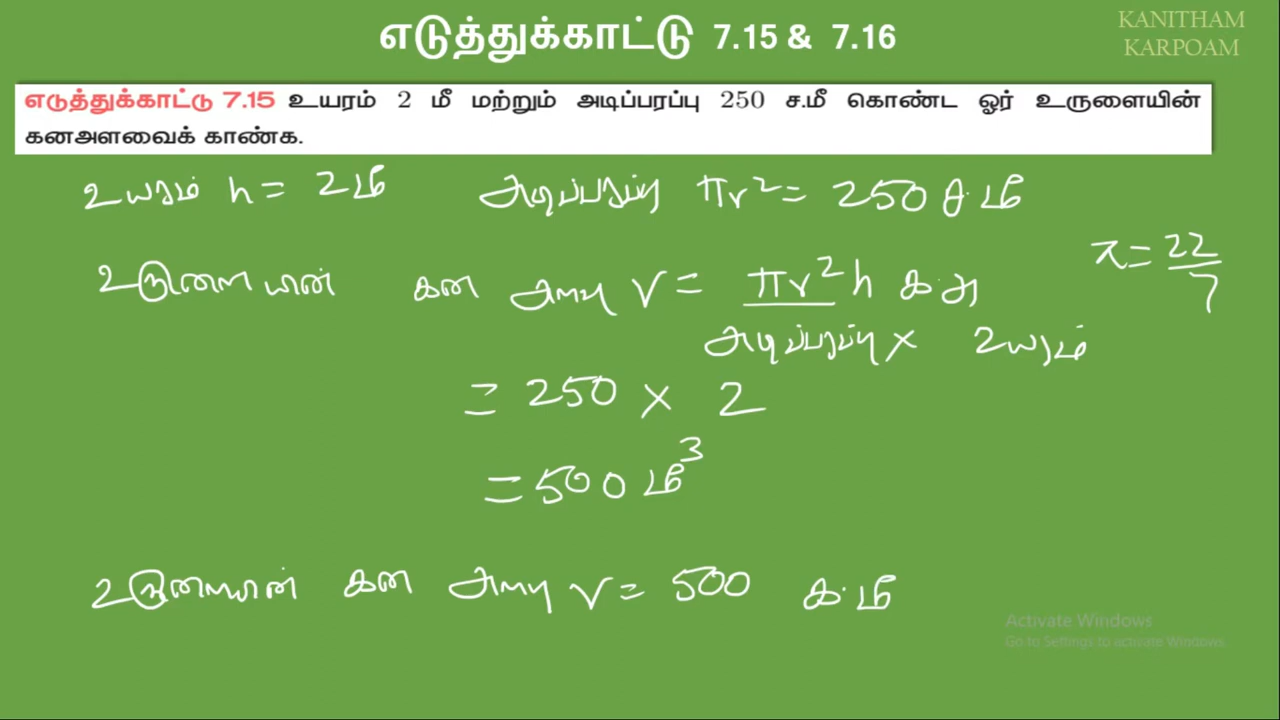 எடுத்துக்காட்டு 7.15 & 7.16
KANITHAM
KARPOAM
எடுத்துக்காட்டு 7.15 உயரம் 2 மீ மற்றும் அடிப்பரப்பு 250 ச.மீ கொண்ட ஓர் உருளையின்
கனஅளவைக் காண்க.
உயரம் h = 2மீ அடிப்பரப்பு πr² = 250 ச.மீ
π = 22/7
உருளையின் கன அளவு V = πr²h க.அ
அடிப்பரப்பு × உயரம்
= 250 × 2
= 500 மீ³
உருளையின் கன அளவு V = 500 க.மீ
Activate Windows
Go to Settings to activate Windows.